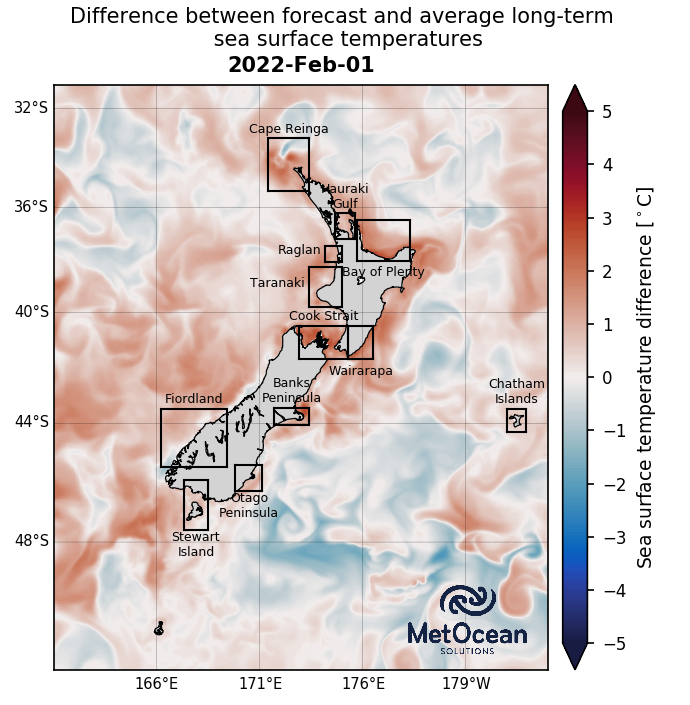 Difference between forecast and average long-term
sea surface temperatures
2022-Feb-01
32°S
36°S
40°S
44°S
48°S
Cape Reinga
Hauraki
Gulf
Raglan
Bay of Plenty
Taranaki
Cook Strait
Wairarapa
Banks
Peninsula
Fiordland
Chatham
Islands
Otago
Peninsula
Stewart
Island
MetOcean
SOLUTIONS
166°E
171°E
176°E
179°W
5
4
3
2
1
0
−1
−2
−3
−4
−5
Sea surface temperature difference [°C]